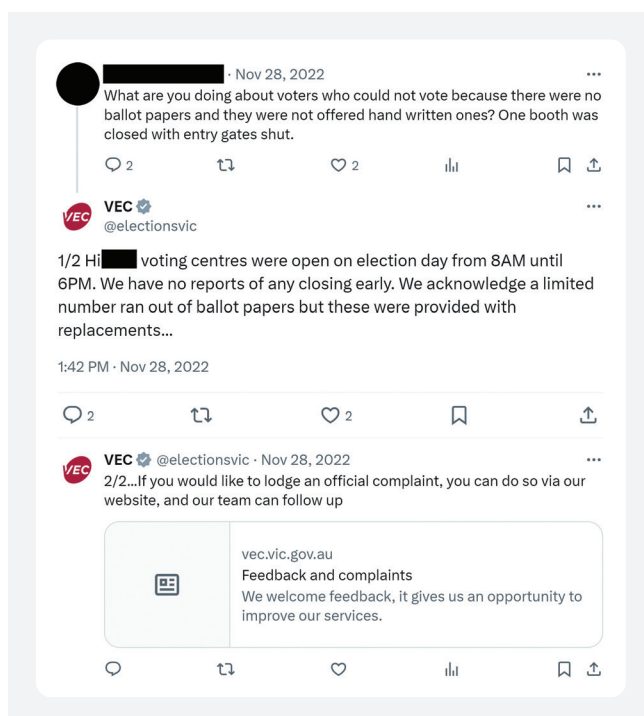 · Nov 28, 2022
What are you doing about voters who could not vote because there were no
ballot papers and they were not offered hand written ones? One booth was
closed with entry gates shut.
2
2
VEC
VEC
@electionsvic
1/2 Hi voting centres were open on election day from 8AM until
6PM. We have no reports of any closing early. We acknowledge a limited
number ran out of ballot papers but these were provided with
replacements...
1:42 PM · Nov 28, 2022
2
2
VEC
VEC @electionsvic · Nov 28, 2022
2/2...If you would like to lodge an official complaint, you can do so via our
website, and our team can follow up
vec.vic.gov.au
Feedback and complaints
We welcome feedback, it gives us an opportunity to
improve our services.